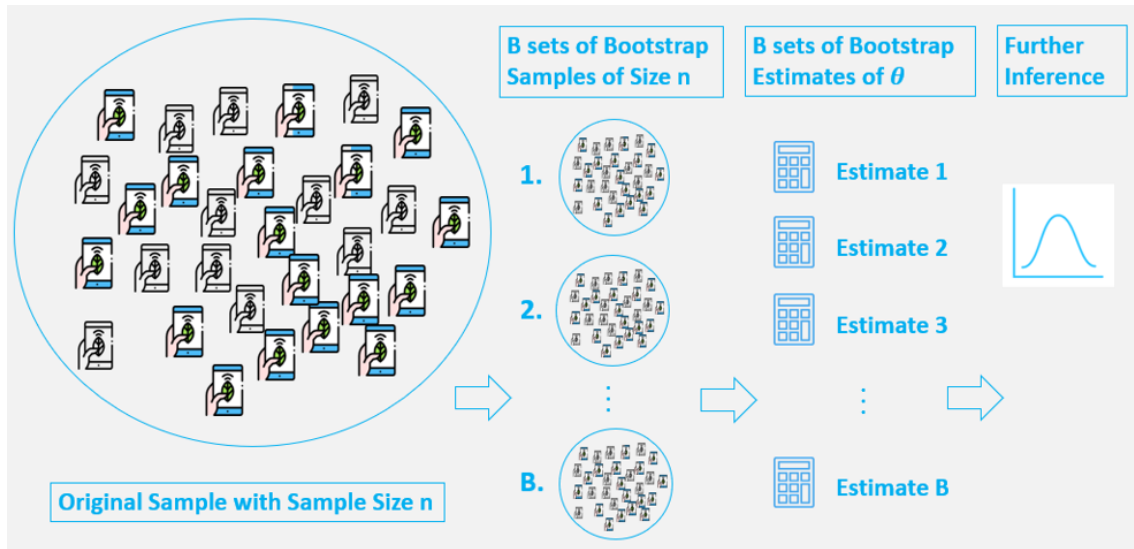 B sets of Bootstrap
Samples of Size n
B sets of Bootstrap
Estimates of θ
Further
Inference
1.
2.
⋮
B.
Estimate 1
Estimate 2
Estimate 3
⋮
Estimate B
Original Sample with Sample Size n